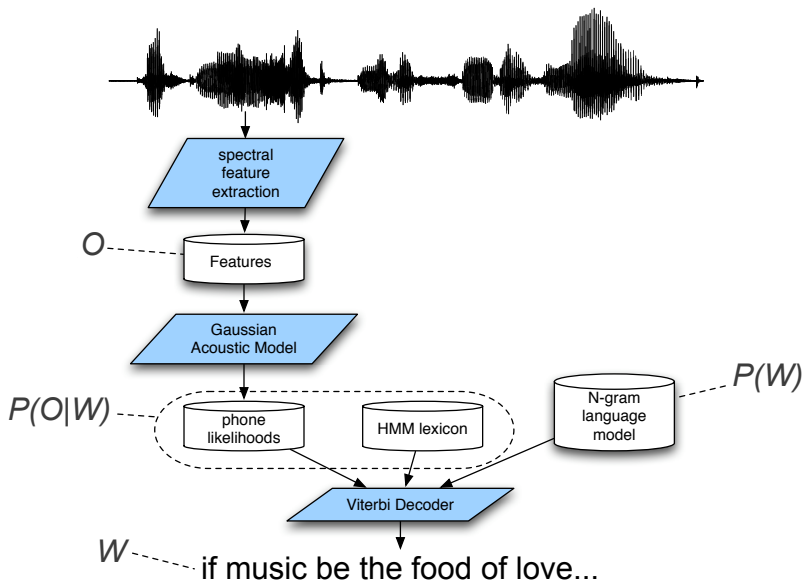 spectral
feature
extraction
O
Features
Gaussian
Acoustic Model
P(O|W)
phone
likelihoods
HMM lexicon
N-gram
language
model
P(W)
Viterbi Decoder
W
if music be the food of love...